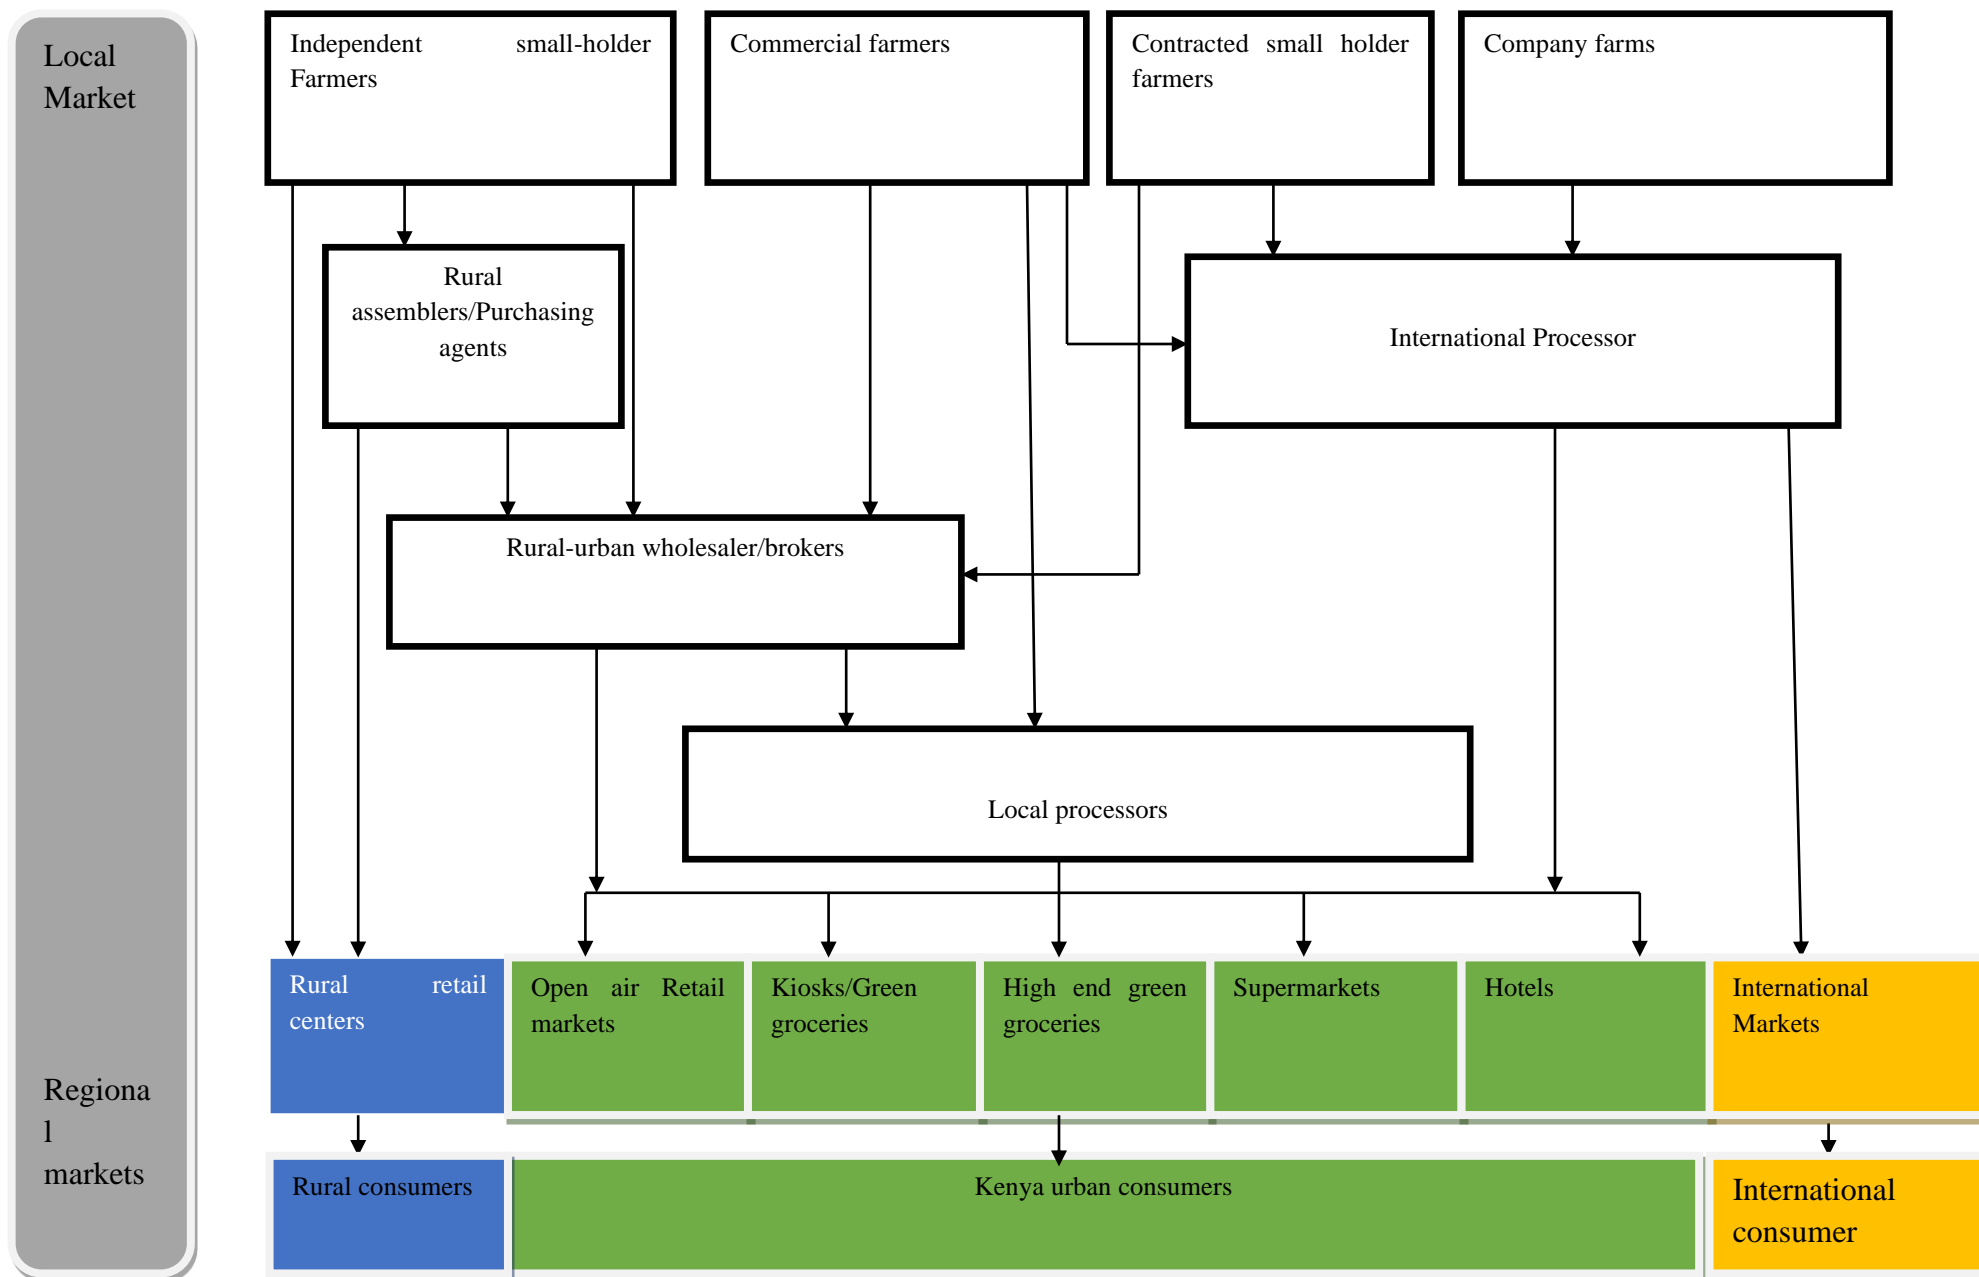 Local
Market
Regiona
l
markets
Independent small-holder
Farmers
Commercial farmers
Contracted small holder
farmers
Company farms
Rural
assemblers/Purchasing
agents
International Processor
Rural-urban wholesaler/brokers
Local processors
Rural retail
centers
Open air Retail
markets
Kiosks/Green
groceries
High end green
groceries
Supermarkets
Hotels
International
Markets
Rural consumers
Kenya urban consumers
International
consumer